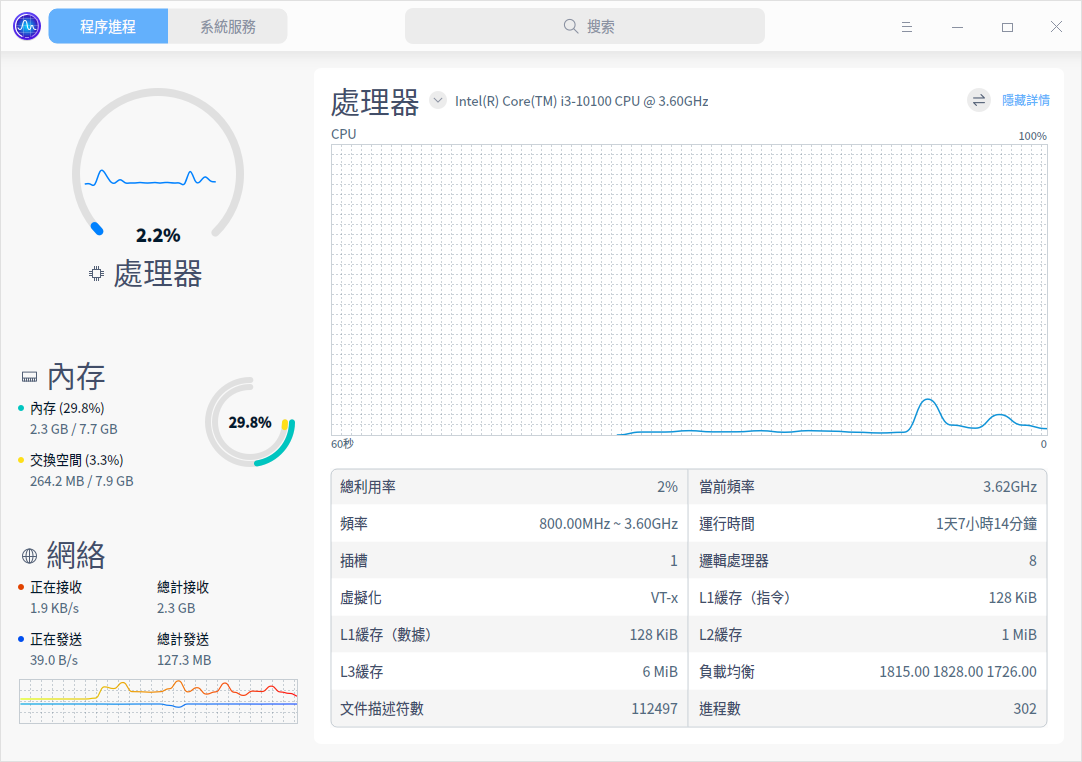 程序進程
系統服務
搜索
2.2%
處理器
內存
內存 (29.8%)
2.3 GB / 7.7 GB
交換空間 (3.3%)
264.2 MB / 7.9 GB
29.8%
網絡
正在接收 總計接收
1.9 KB/s 2.3 GB
正在發送 總計發送
39.0 B/s 127.3 MB
處理器 Intel(R) Core(TM) i3-10100 CPU @ 3.60GHz 隱藏詳情
CPU 100%
60秒 0
總利用率 2% 當前頻率 3.62GHz
頻率 800.00MHz ~ 3.60GHz 運行時間 1天7小時14分鐘
插槽 1 邏輯處理器 8
虛擬化 VT-x L1緩存（指令） 128 KiB
L1緩存（數據） 128 KiB L2緩存 1 MiB
L3緩存 6 MiB 負載均衡 1815.00 1828.00 1726.00
文件描述符數 112497 進程數 302